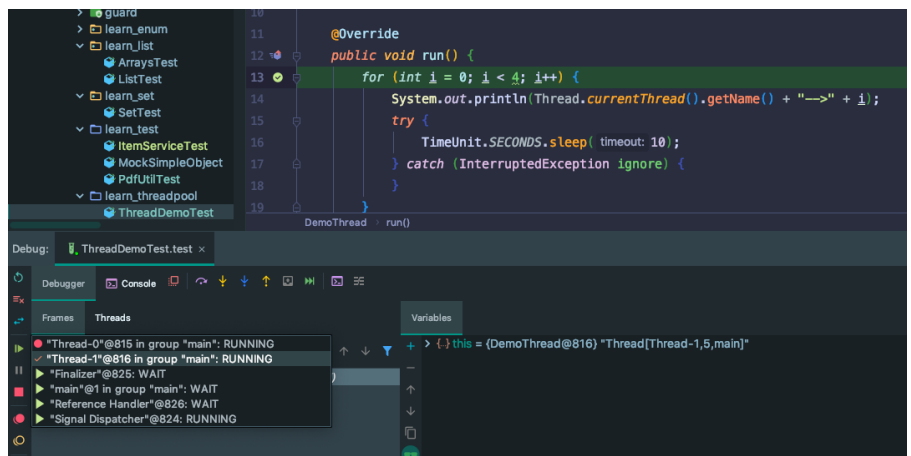 guard
learn_enum
learn_list
ArraysTest
ListTest
learn_set
SetTest
learn_test
ItemServiceTest
MockSimpleObject
PdfUtilTest
learn_threadpool
ThreadDemoTest
10
11 @Override
12 public void run() {
13 for (int i = 0; i < 4; i++) {
14 System.out.println(Thread.currentThread().getName() + "-->" + i);
15 try {
16 TimeUnit.SECONDS.sleep( timeout: 10);
17 } catch (InterruptedException ignore) {
18 }
19 }
DemoThread › run()
Debug: ThreadDemoTest.test ×
Debugger Console
Frames Threads
"Thread-0"@815 in group "main": RUNNING
"Thread-1"@816 in group "main": RUNNING
"Finalizer"@825: WAIT
"main"@1 in group "main": WAIT
"Reference Handler"@826: WAIT
"Signal Dispatcher"@824: RUNNING
)
Variables
this = {DemoThread@816} "Thread[Thread-1,5,main]"